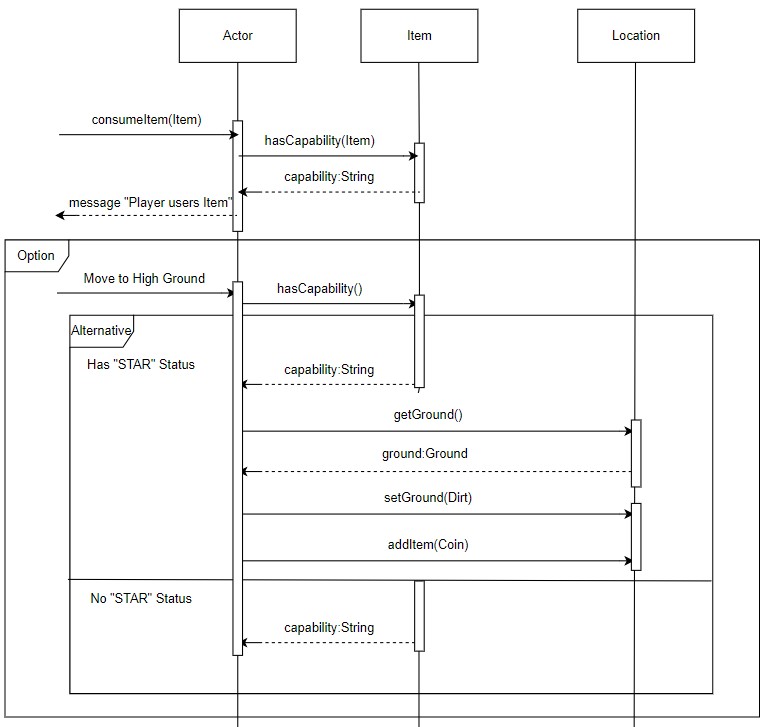 Actor
Item
Location
consumeItem(Item)
hasCapability(Item)
capability:String
message "Player users Item"
Option
Move to High Ground
hasCapability()
Alternative
Has "STAR" Status
capability:String
getGround()
ground:Ground
setGround(Dirt)
addItem(Coin)
No "STAR" Status
capability:String